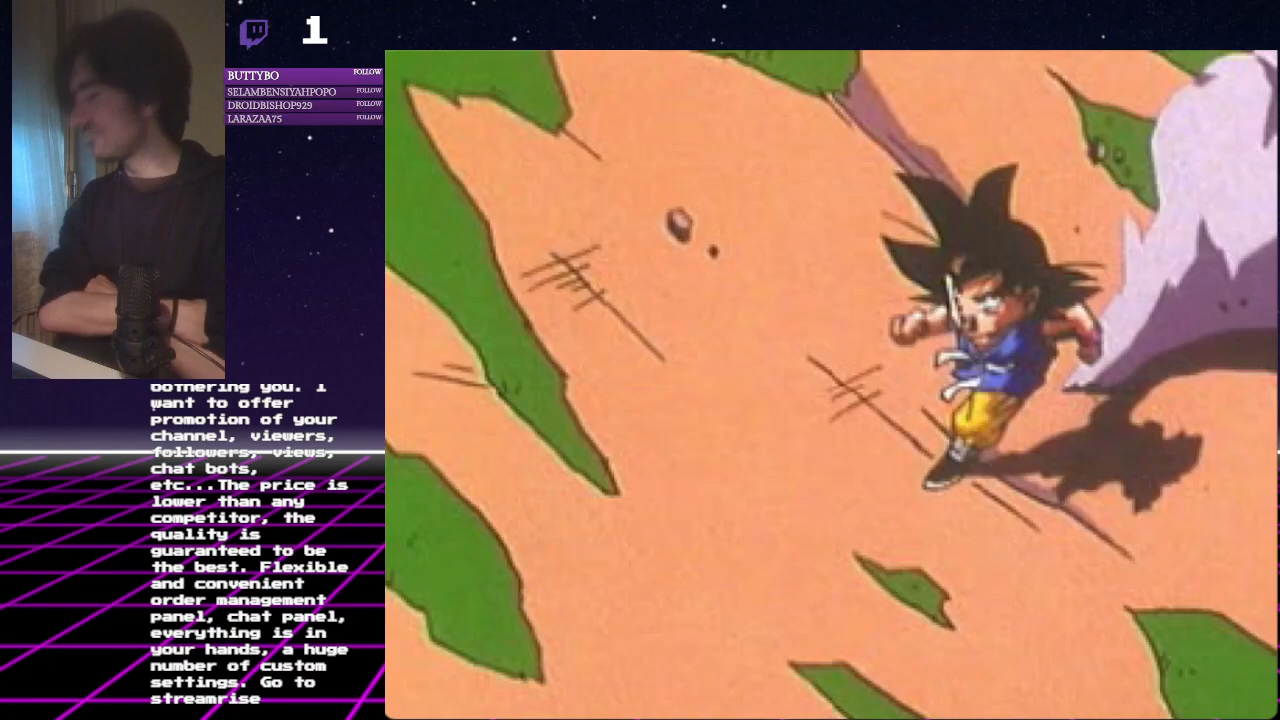 1
BUTTYBO FOLLOW
SELAMBENSIYAHPOPO FOLLOW
DROIDBISHOP929 FOLLOW
LARAZAA75 FOLLOW
bothering you. I
want to offer
promotion of your
channel, viewers,
followers, views,
chat bots,
etc...The price is
lower than any
competitor, the
quality is
guaranteed to be
the best. Flexible
and convenient
order management
panel, chat panel,
everything is in
your hands, a huge
number of custom
settings. Go to
streamrise